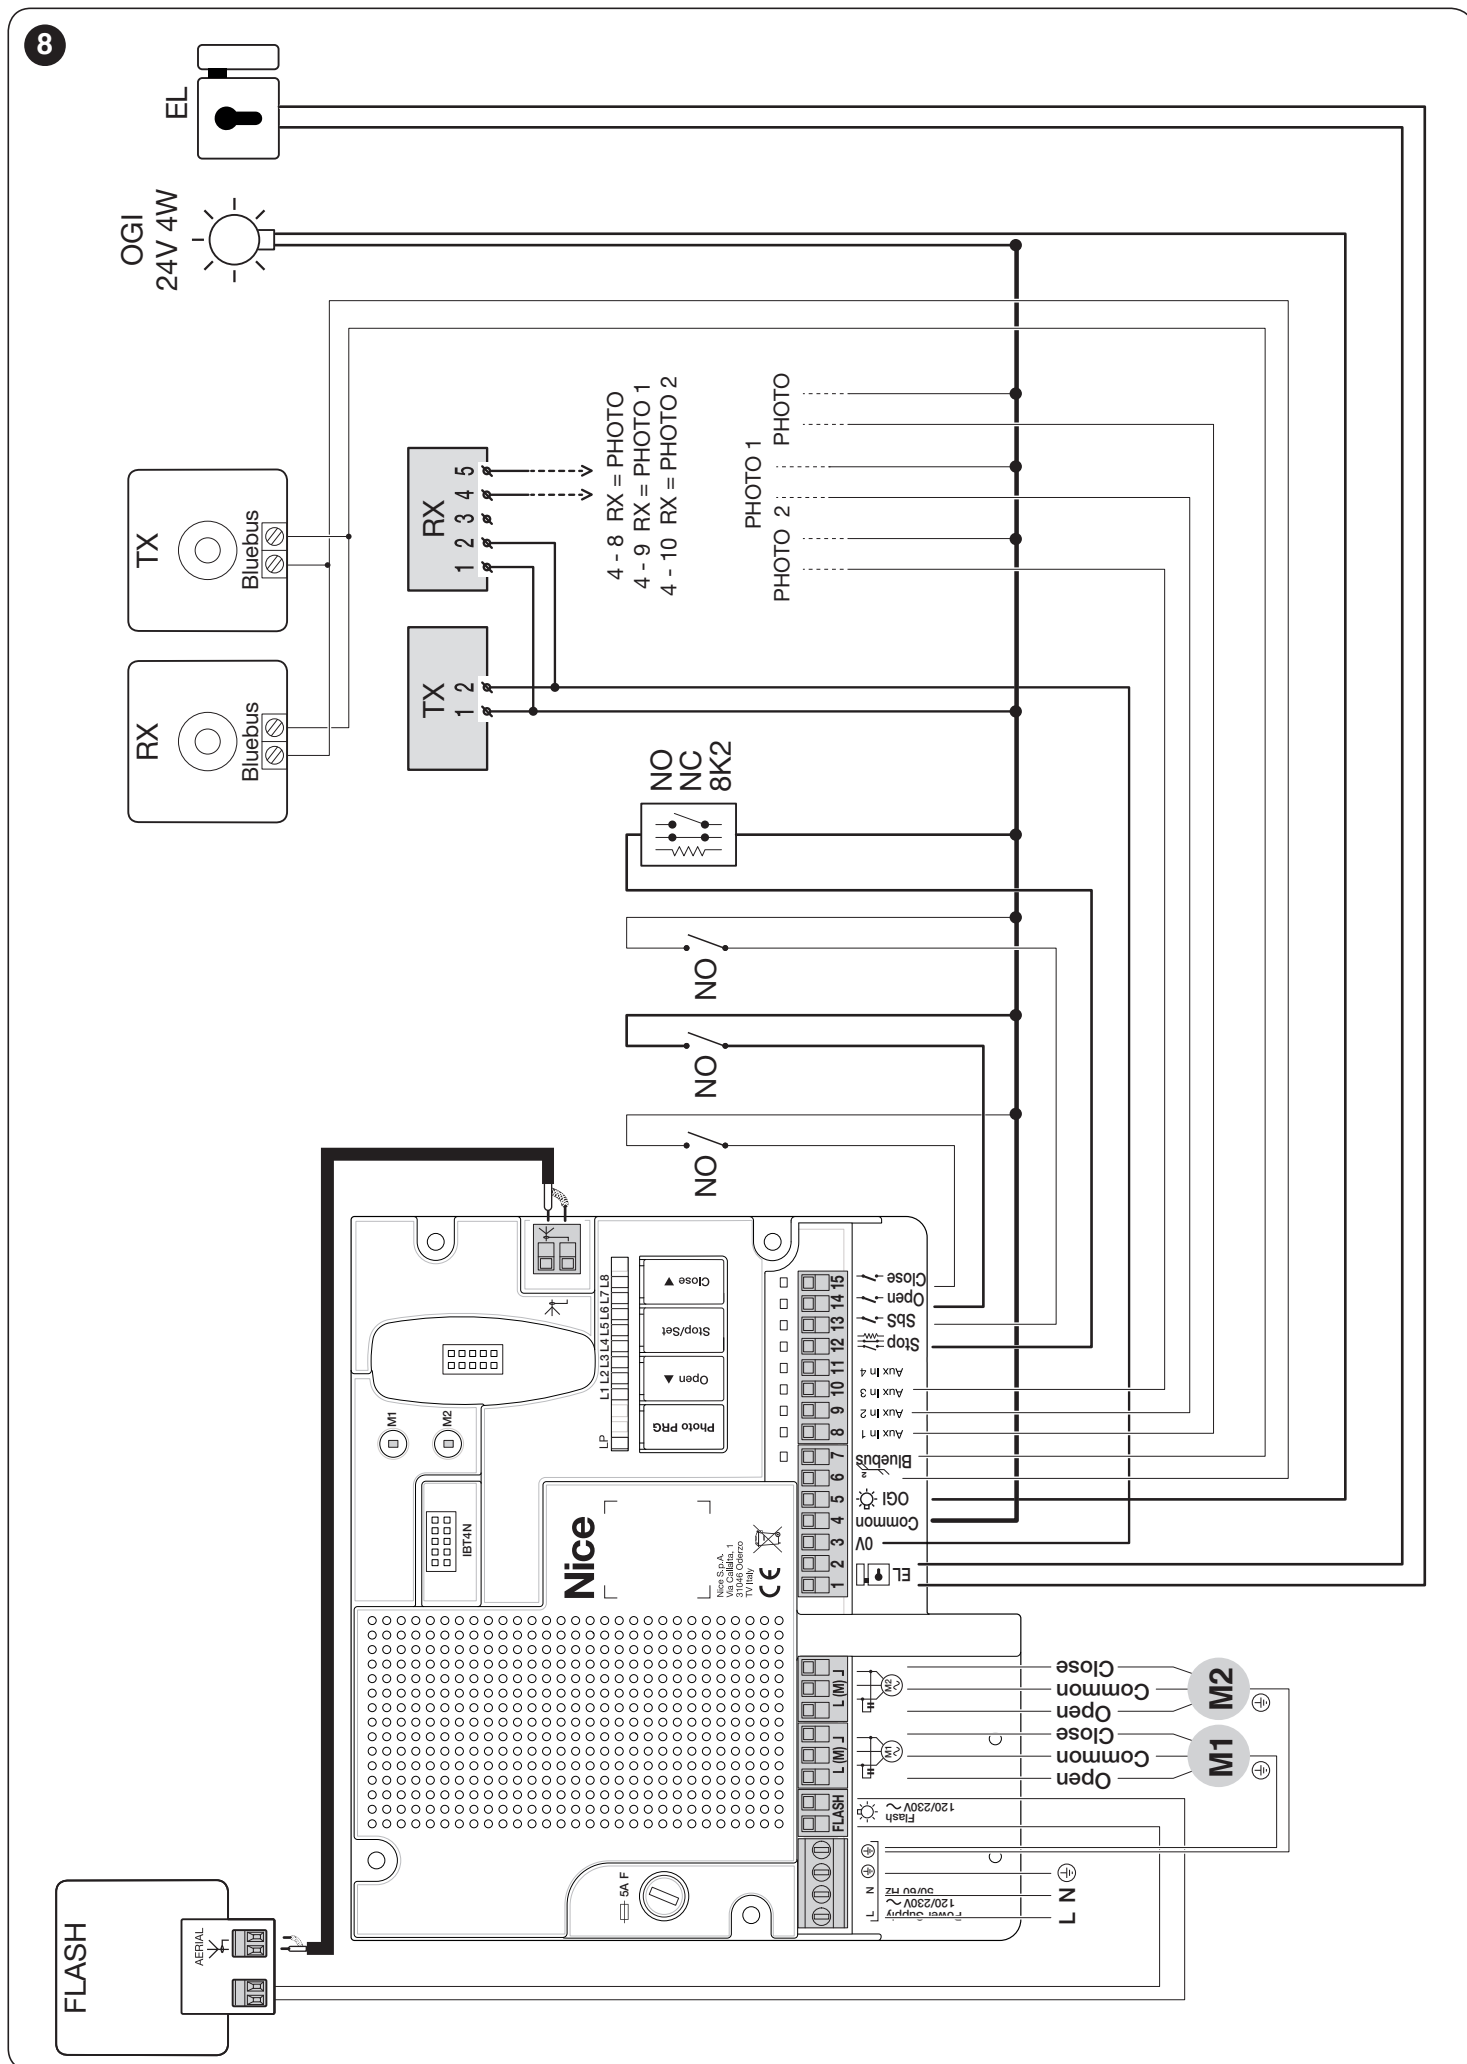 8
EL
OGI
24V 4W
TX
Bluebus
RX
Bluebus
RX
1 2 3 4 5
TX
1 2
4 - 8 RX = PHOTO
4 - 9 RX = PHOTO 1
4 - 10 RX = PHOTO 2
PHOTO
PHOTO 1
PHOTO 2
NO
NC
8K2
NO
NO
NO
M1
M2
IBT4N
LP
L1 L2 L3 L4 L5 L6 L7 L8
Photo PRG
Open ▲
Stop/Set
Close ▼
Nice
Nice S.p.A.
Via Callalta, 1
31046 Oderzo
TV Italy
CE
5A F
15 Close
14 Open
13 SbS
12 Stop
11 Aux In 4
10 Aux In 3
9 Aux In 2
8 Aux In 1
7 Bluebus
6
2
5 OGI
4 Common
3 0V
2
1
EL
L (M)
M2
Close
Common
Open
M2
L (M)
M1
Close
Common
Open
M1
FLASH
Flash
120/230V ~
L N
Power Supply
120/230V ~
50/60 Hz
L N
FLASH
AERIAL